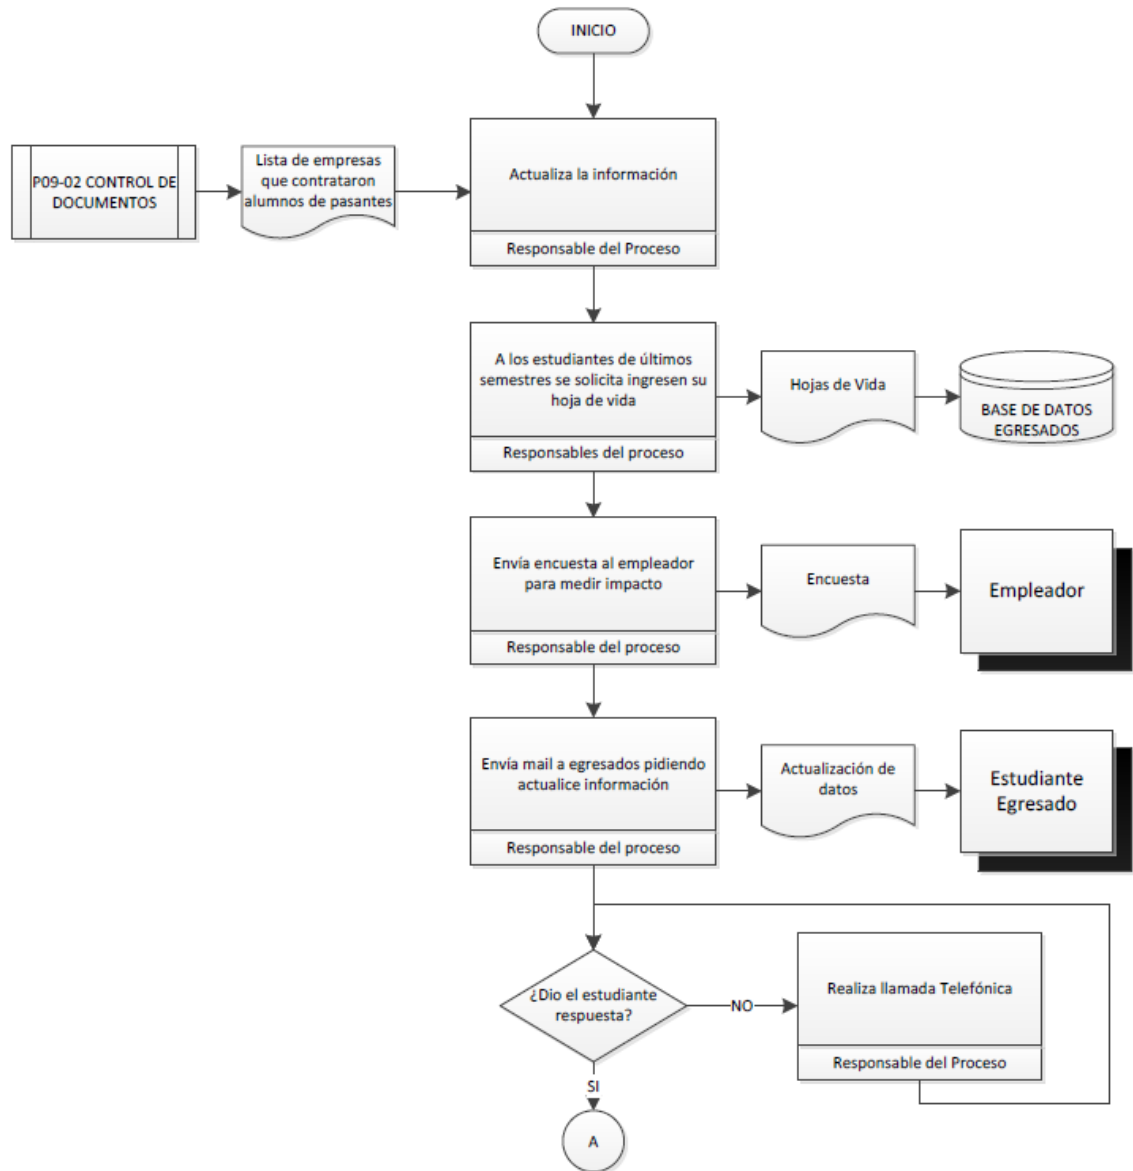 INICIO
P09-02 CONTROL DE
DOCUMENTOS
Lista de empresas
que contrataron
alumnos de pasantes
Actualiza la información
Responsable del Proceso
A los estudiantes de últimos
semestres se solicita ingresen su
hoja de vida
Responsables del proceso
Hojas de Vida
BASE DE DATOS
EGRESADOS
Envía encuesta al empleador
para medir impacto
Responsable del proceso
Encuesta
Empleador
Envía mail a egresados pidiendo
actualice información
Responsable del proceso
Actualización de
datos
Estudiante
Egresado
¿Dio el estudiante
respuesta?
NO
Realiza llamada Telefónica
Responsable del Proceso
SI
A